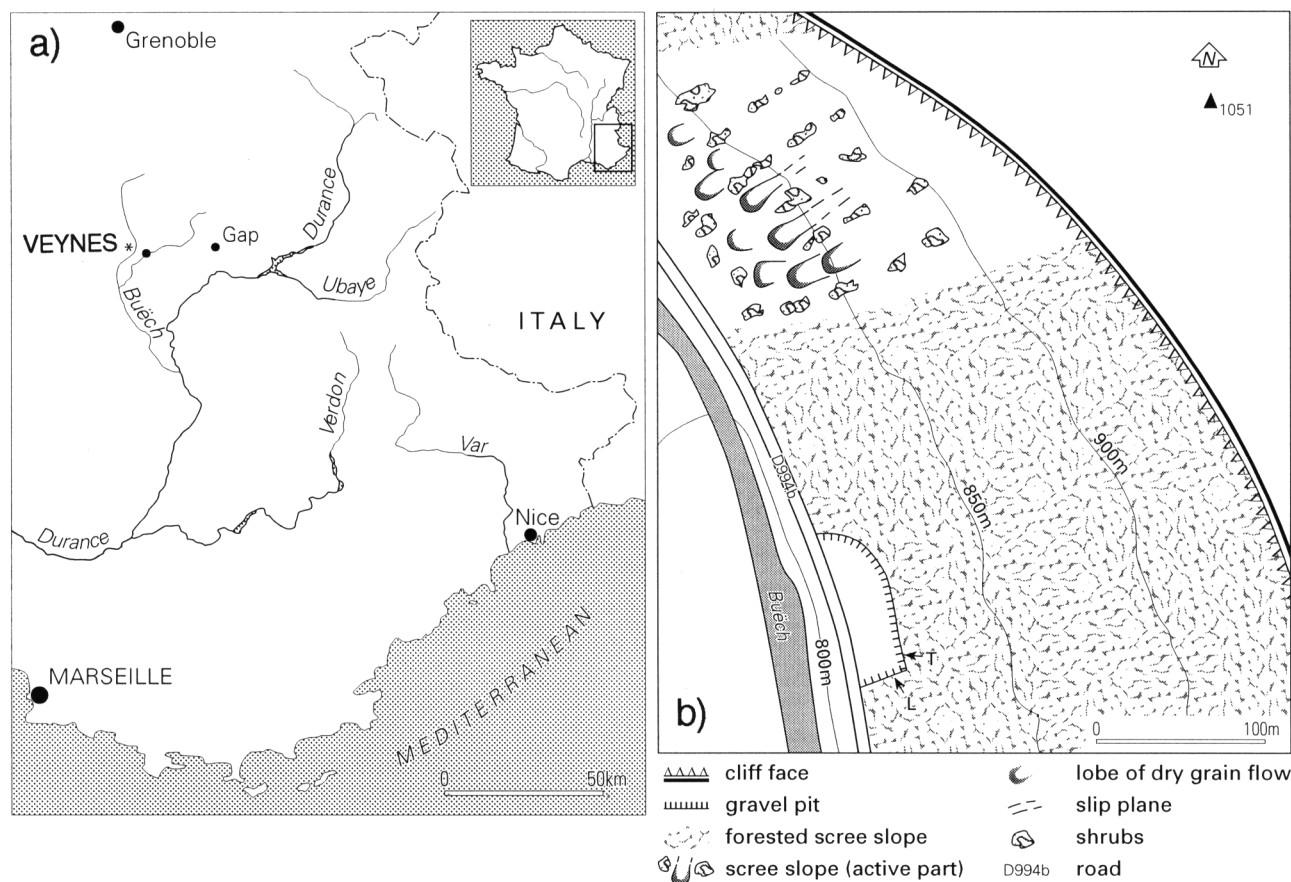 a)
Grenoble
Durance
VEYNES *
Gap
Ubaye
Buëch
ITALY
Verdon
Var
Durance
Nice
MARSEILLE
MEDITERRANEAN
0 50km
N
1051
D994b
900m
850m
Buëch
800m
T
L
b)
0 100m
cliff face
gravel pit
forested scree slope
scree slope (active part)
lobe of dry grain flow
slip plane
shrubs
D994b road